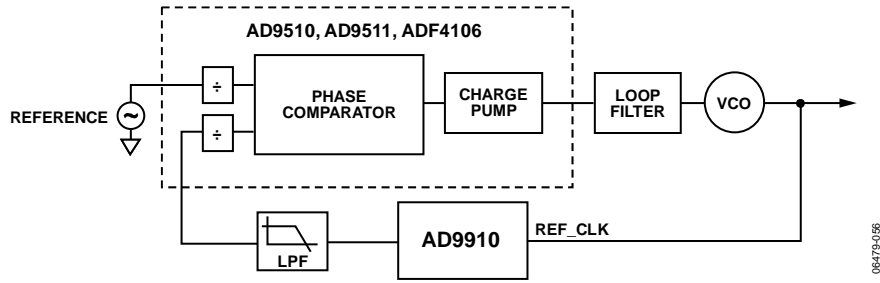 AD9510, AD9511, ADF4106
÷
PHASE
COMPARATOR
CHARGE
PUMP
LOOP
FILTER
VCO
REFERENCE
~
÷
LPF
AD9910
REF_CLK
06479-056